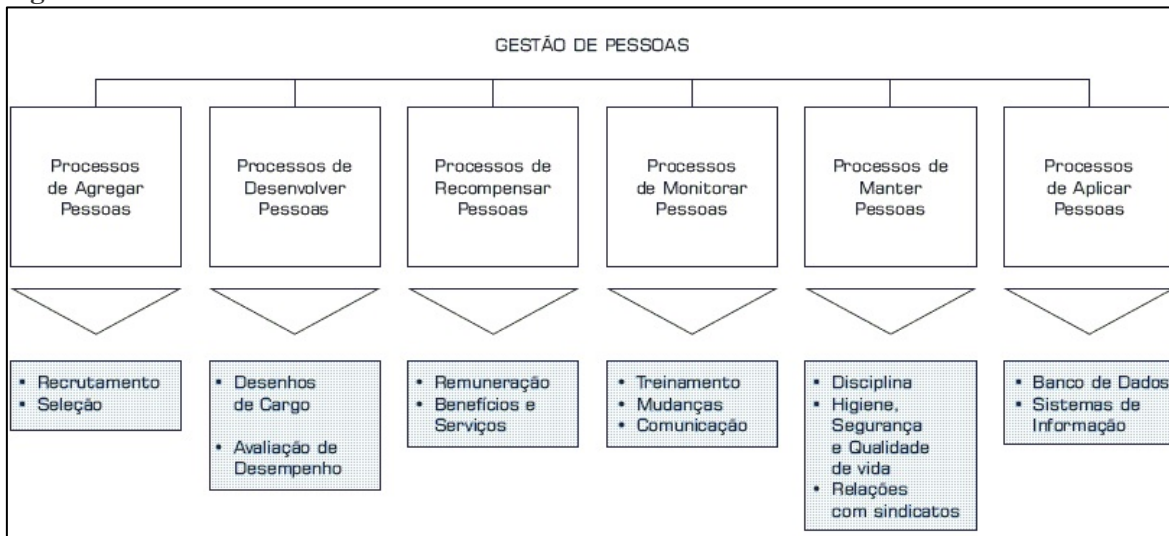 GESTÃO DE PESSOAS
Processos
de Agregar
Pessoas
Processos de
Desenvolver
Pessoas
Processos de
Recompensar
Pessoas
Processos
de Monitorar
Pessoas
Processos de
Manter
Pessoas
Processos
de Aplicar
Pessoas
▪ Recrutamento
▪ Seleção
▪ Desenhos
de Cargo
• Avaliação de
Desempenho
• Remuneração
• Benefícios e
Serviços
• Treinamento
• Mudanças
• Comunicação
▪ Disciplina
• Higiene,
Segurança
e Qualidade
de vida
• Relações
com sindicatos
• Banco de Dados
▪ Sistemas de
Informação